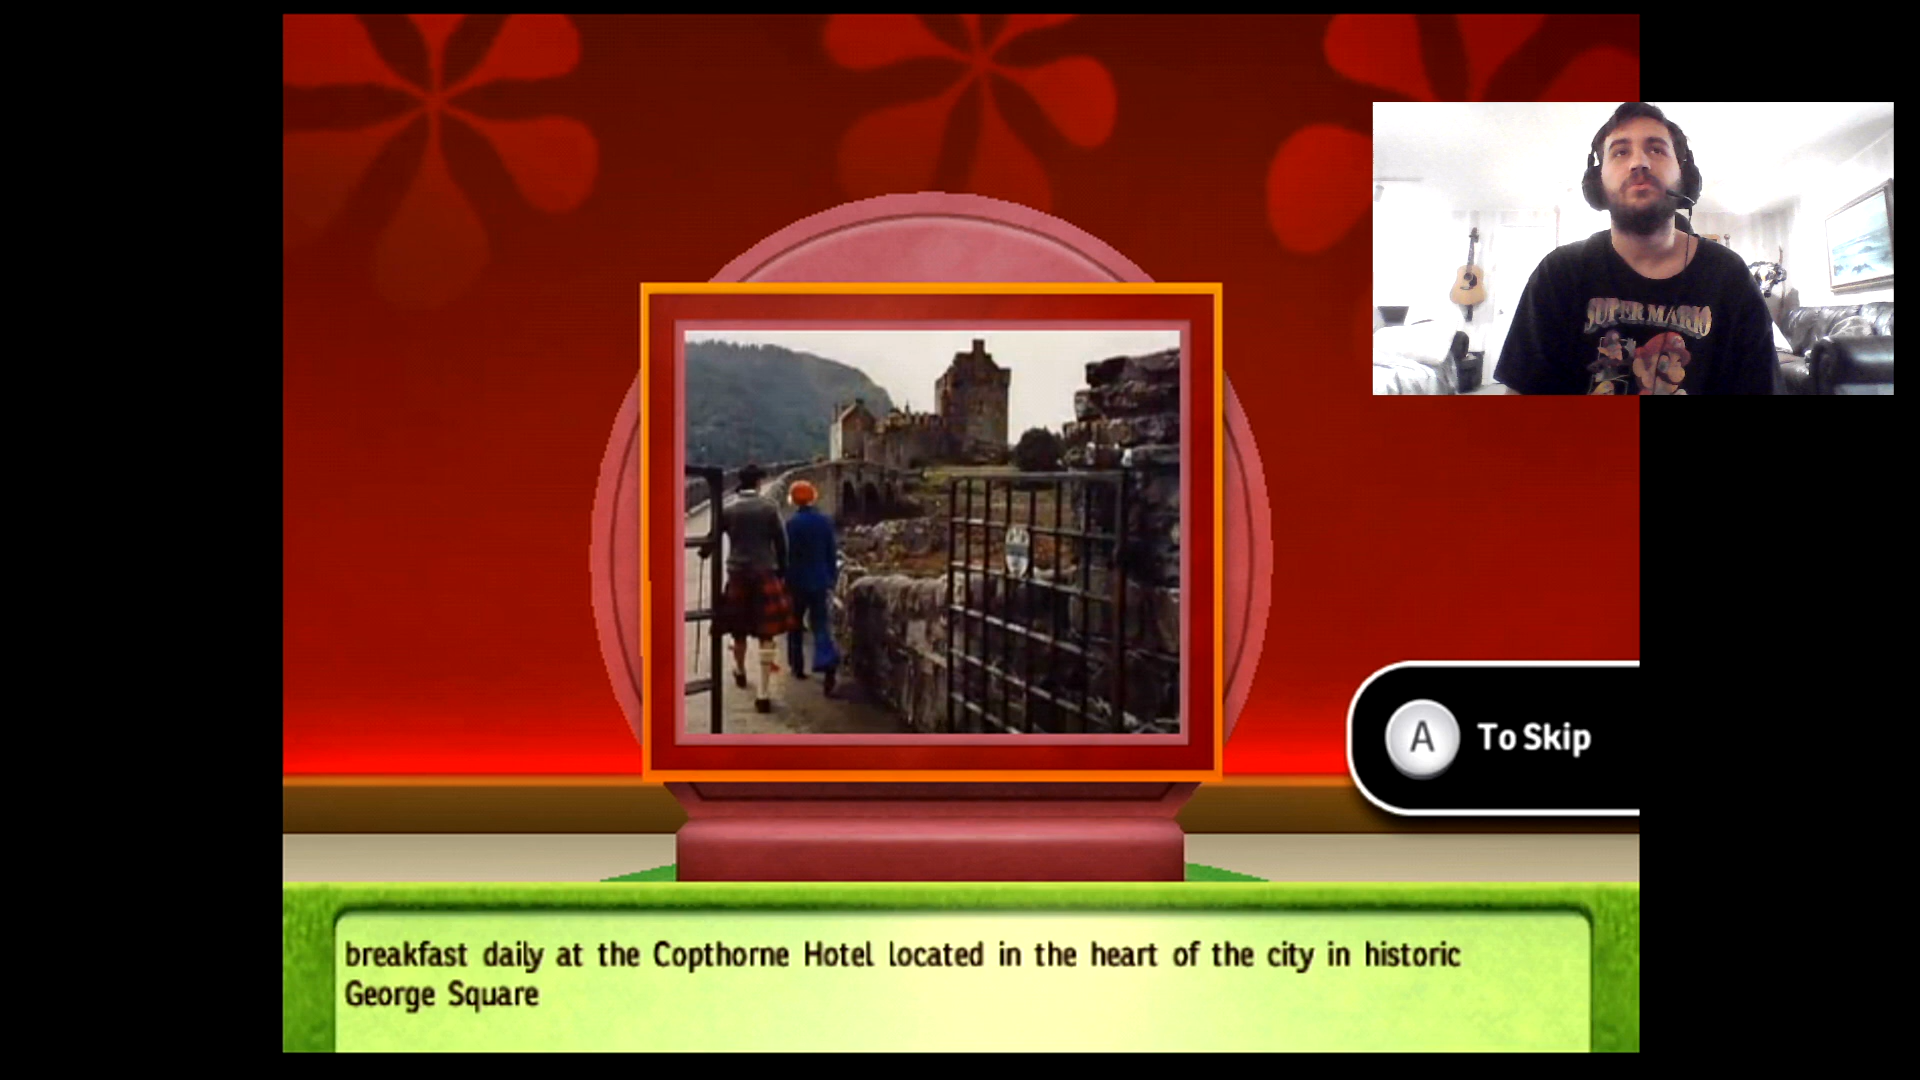 SUPER MARIO
A To Skip
breakfast daily at the Copthorne Hotel located in the heart of the city in historic
George Square